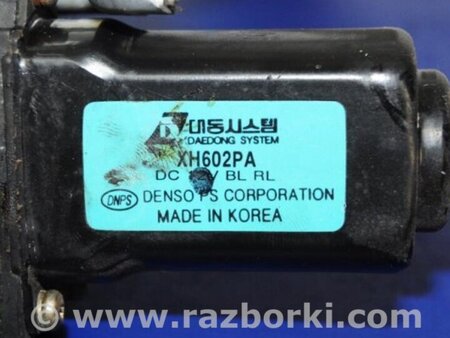 대동시스템
DAEDONG SYSTEM
XH602PA
DC V BL RL
DNPS DENSO PS CORPORATION
MADE IN KOREA
© www.razborki.com